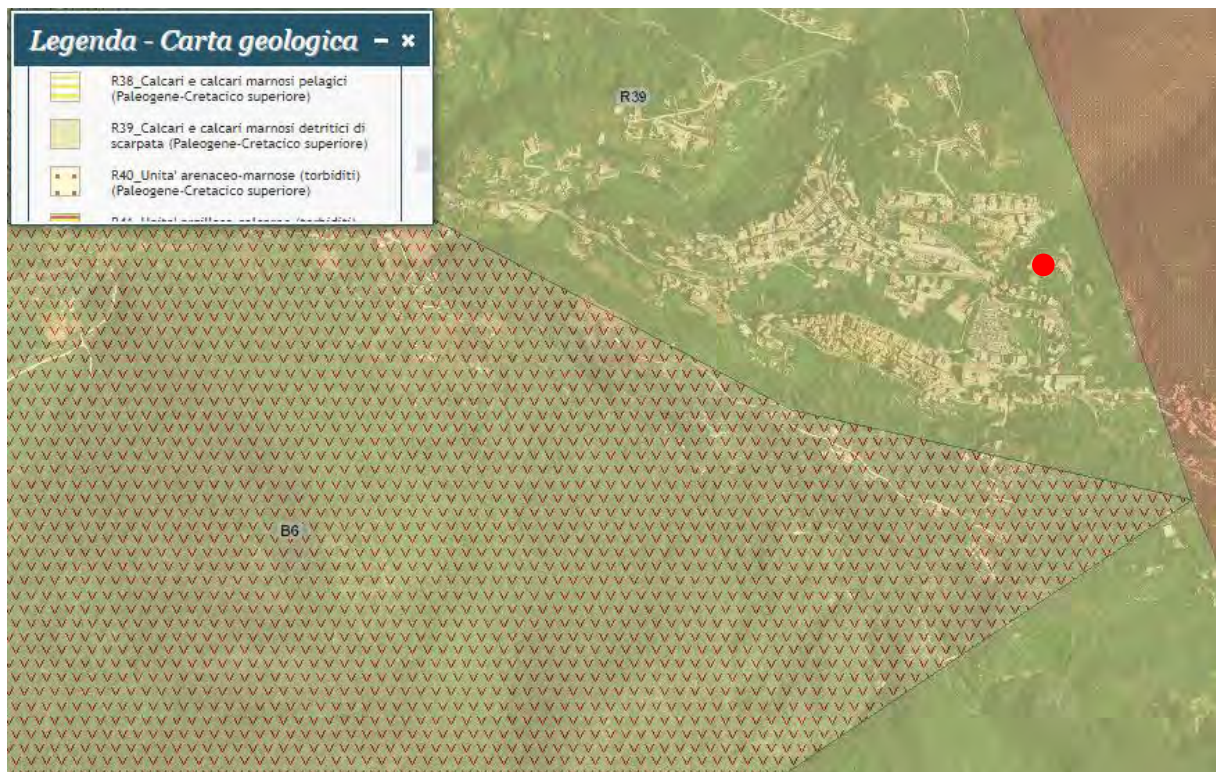 Legenda - Carta geologica
R38_Calcari e calcari marnosi pelagici
(Paleogene-Cretacico superiore)
R39_Calcari e calcari marnosi detritici di
scarpata (Paleogene-Cretacico superiore)
R40_Unita' arenaceo-marnose (torbiditi)
(Paleogene-Cretacico superiore)
R39
B6